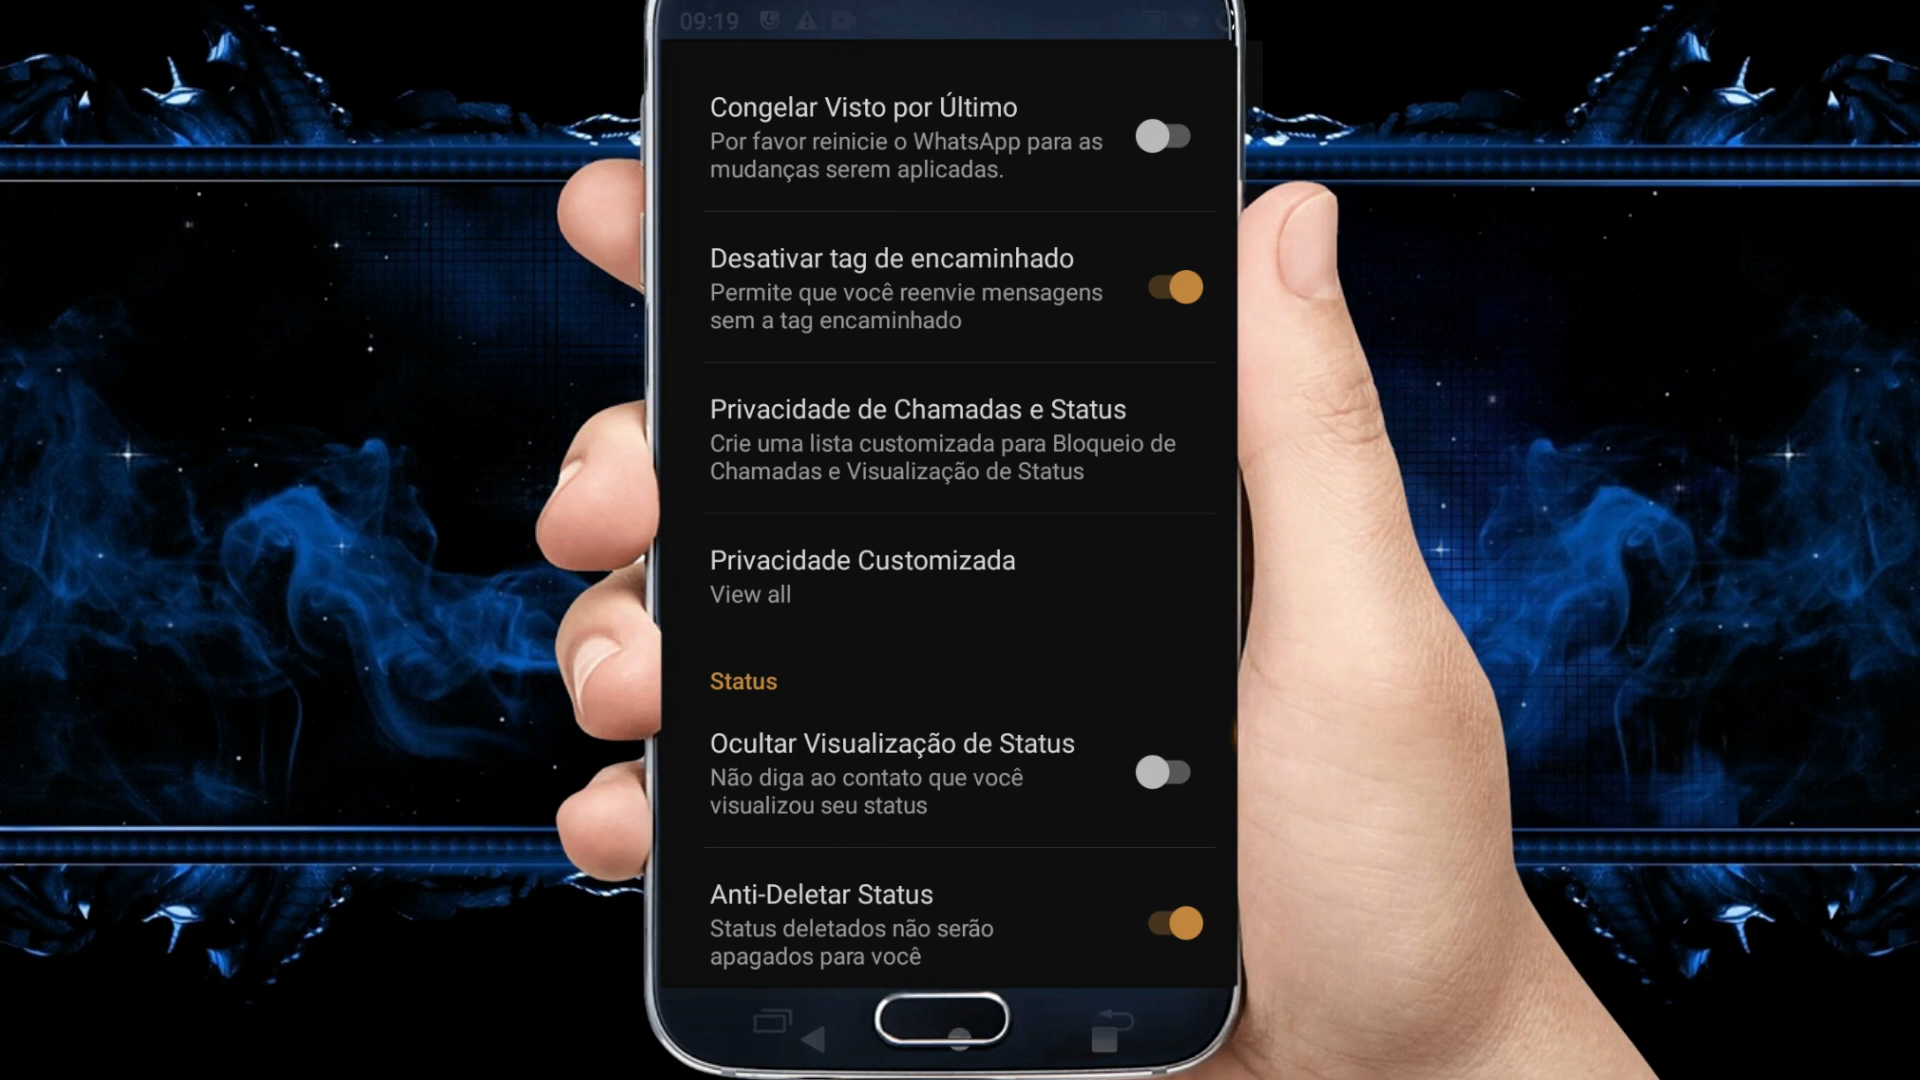 09:19
Congelar Visto por Último
Por favor reinicie o WhatsApp para as
mudanças serem aplicadas.
Desativar tag de encaminhado
Permite que você reenvie mensagens
sem a tag encaminhado
Privacidade de Chamadas e Status
Crie uma lista customizada para Bloqueio de
Chamadas e Visualização de Status
Privacidade Customizada
View all
Status
Ocultar Visualização de Status
Não diga ao contato que você
visualizou seu status
Anti-Deletar Status
Status deletados não serão
apagados para você